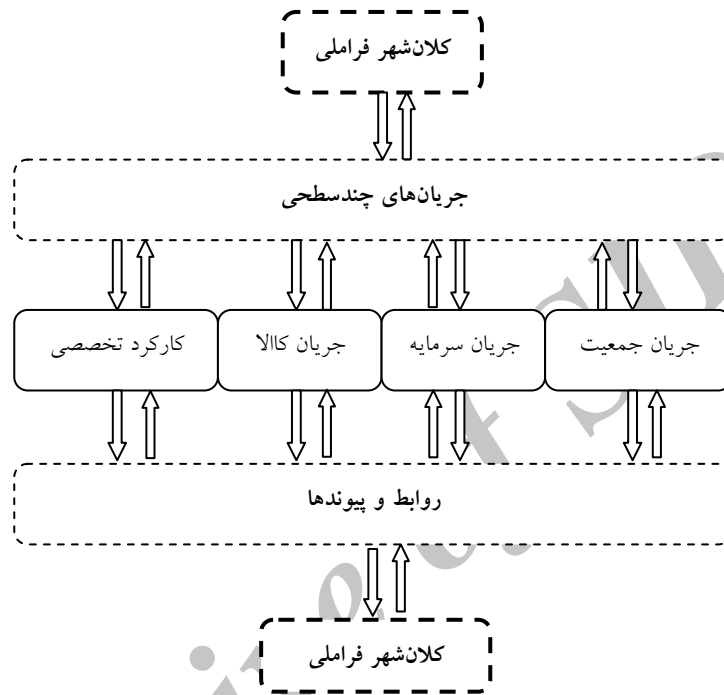 کلان‌شهر فراملی
جریان‌های چندسطحی
جریان جمعیت
جریان سرمایه
جریان کاالا
کارکرد تخصصی
روابط و پیوندها
کلان‌شهر فراملی